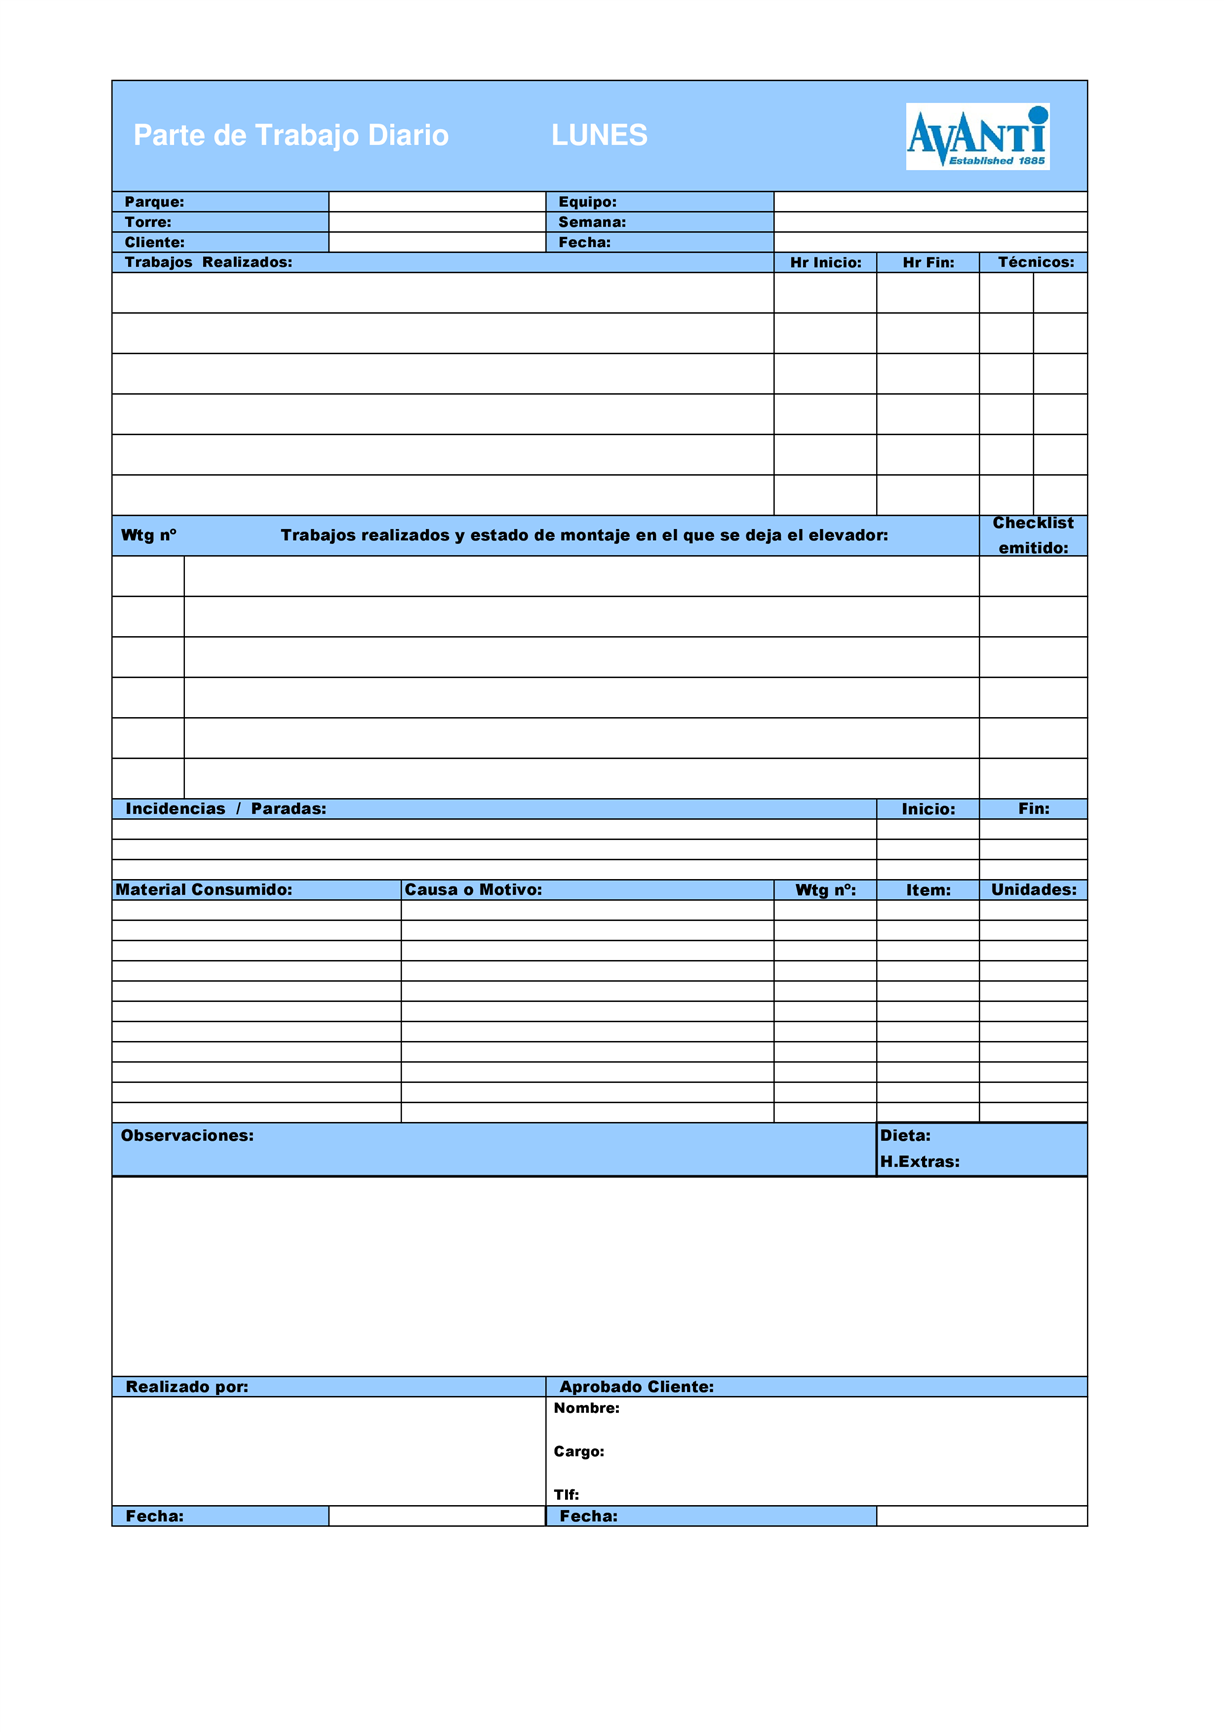 Parte de Trabajo Diario LUNES
AVANTI
Established 1885
Parque: Equipo:
Torre: Semana:
Cliente: Fecha:
Trabajos Realizados: Hr Inicio: Hr Fin: Técnicos:
Wtg nº Trabajos realizados y estado de montaje en el que se deja el elevador: Checklist emitido:
Incidencias / Paradas: Inicio: Fin:
Material Consumido: Causa o Motivo: Wtg nº: Item: Unidades:
Observaciones: Dieta:
H.Extras:
Realizado por: Aprobado Cliente:
Nombre:
Cargo:
Tlf:
Fecha: Fecha: